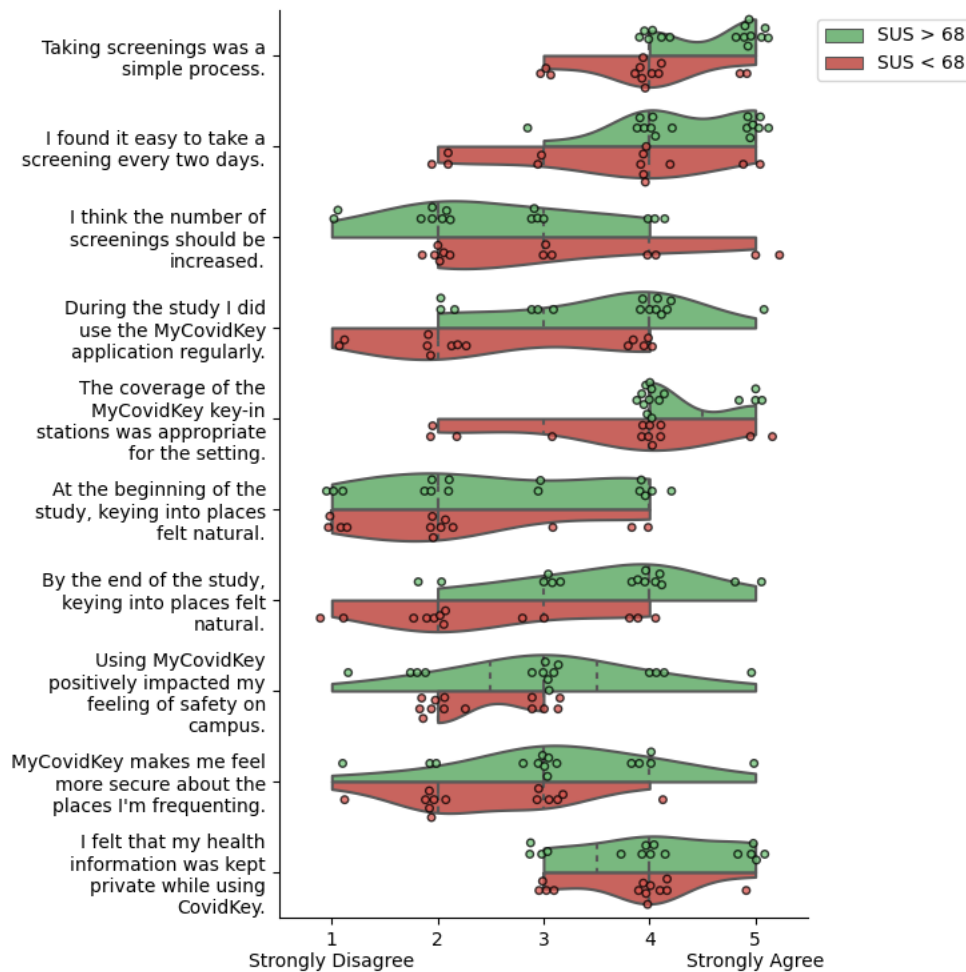 SUS > 68
SUS < 68
Taking screenings was a
simple process.
I found it easy to take a
screening every two days.
I think the number of
screenings should be
increased.
During the study I did
use the MyCovidKey
application regularly.
The coverage of the
MyCovidKey key-in
stations was appropriate
for the setting.
At the beginning of the
study, keying into places
felt natural.
By the end of the study,
keying into places felt
natural.
Using MyCovidKey
positively impacted my
feeling of safety on
campus.
MyCovidKey makes me feel
more secure about the
places I'm frequenting.
I felt that my health
information was kept
private while using
CovidKey.
1 2 3 4 5
Strongly Disagree Strongly Agree